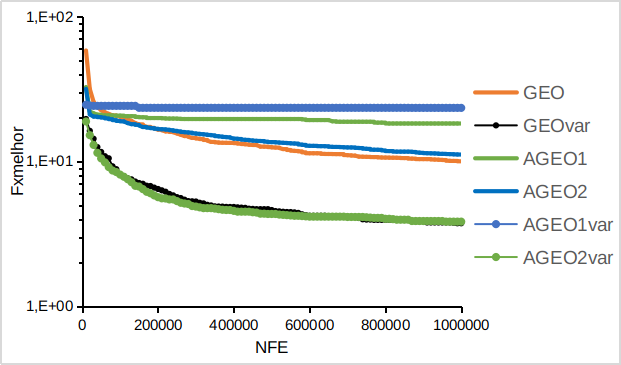 1,E+02
1,E+01
1,E+00
Fxmelhor
0
200000
400000
600000
800000
1000000
NFE
GEO
GEOvar
AGEO1
AGEO2
AGEO1var
AGEO2var